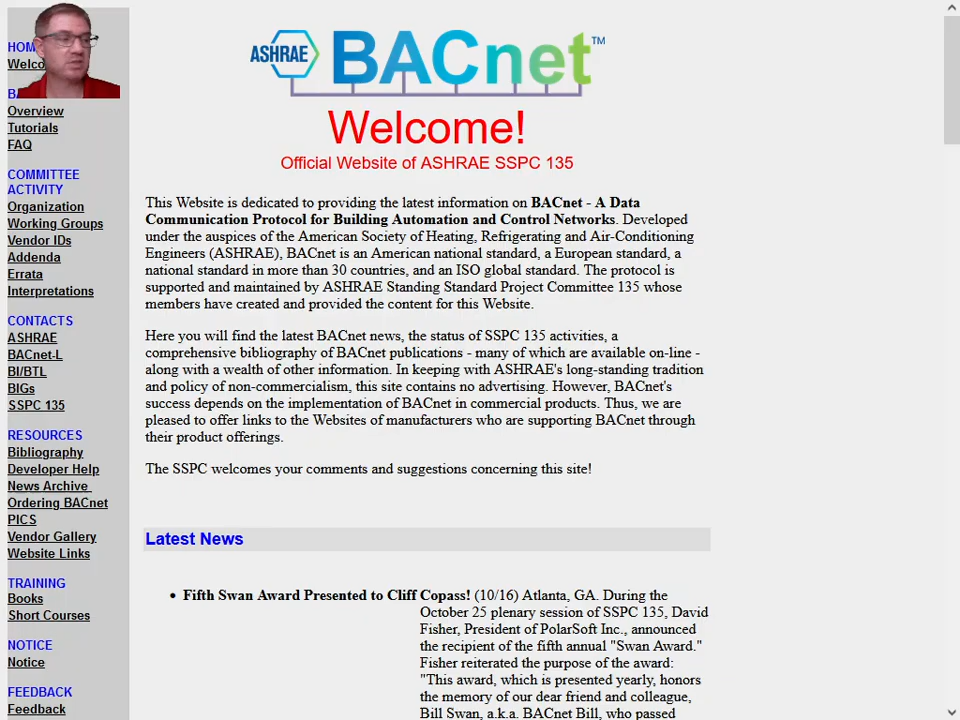 HOM
Welco
B
Overview
Tutorials
FAQ
COMMITTEE
ACTIVITY
Organization
Working Groups
Vendor IDs
Addenda
Errata
Interpretations
CONTACTS
ASHRAE
BACnet-L
BI/BTL
BIGs
SSPC 135
RESOURCES
Bibliography
Developer Help
News Archive
Ordering BACnet
PICS
Vendor Gallery
Website Links
TRAINING
Books
Short Courses
NOTICE
Notice
FEEDBACK
Feedback
ASHRAE BACnet™
Welcome!
Official Website of ASHRAE SSPC 135
This Website is dedicated to providing the latest information on BACnet - A Data
Communication Protocol for Building Automation and Control Networks. Developed
under the auspices of the American Society of Heating, Refrigerating and Air-Conditioning
Engineers (ASHRAE), BACnet is an American national standard, a European standard, a
national standard in more than 30 countries, and an ISO global standard. The protocol is
supported and maintained by ASHRAE Standing Standard Project Committee 135 whose
members have created and provided the content for this Website.
Here you will find the latest BACnet news, the status of SSPC 135 activities, a
comprehensive bibliography of BACnet publications - many of which are available on-line -
along with a wealth of other information. In keeping with ASHRAE's long-standing tradition
and policy of non-commercialism, this site contains no advertising. However, BACnet's
success depends on the implementation of BACnet in commercial products. Thus, we are
pleased to offer links to the Websites of manufacturers who are supporting BACnet through
their product offerings.
The SSPC welcomes your comments and suggestions concerning this site!
Latest News
• Fifth Swan Award Presented to Cliff Copass! (10/16) Atlanta, GA. During the
October 25 plenary session of SSPC 135, David
Fisher, President of PolarSoft Inc., announced
the recipient of the fifth annual "Swan Award."
Fisher reiterated the purpose of the award:
"This award, which is presented yearly, honors
the memory of our dear friend and colleague,
Bill Swan, a.k.a. BACnet Bill, who passed